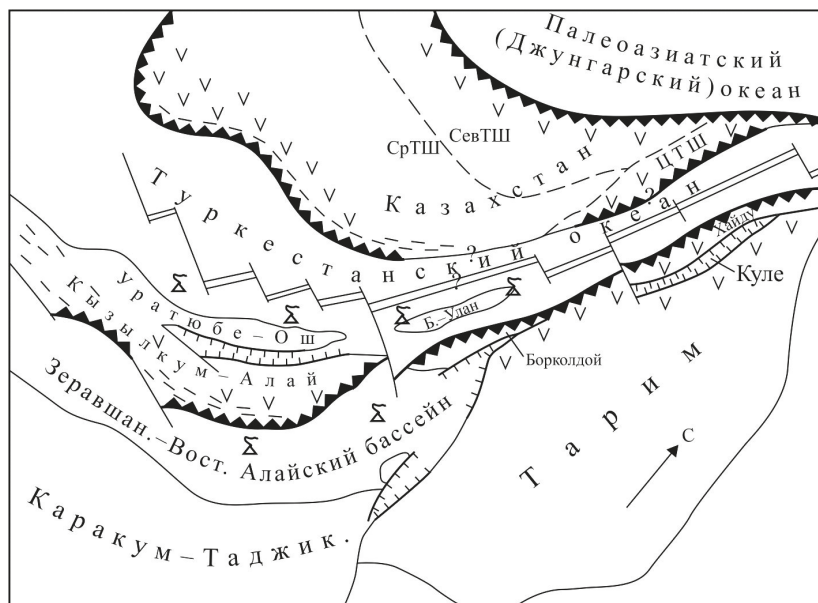 Палеоазиатский
(Джунгарский) океан
СрТШ
СевТШ
Казахстан
ЦТШ
Туркестанский океан
?
?
?
Хайду
Куле
Уратюбе–Ош
Кызылкум–Алай
Б.–Удан
Борколдой
Зеравшан.–Вост. Алайский бассейн
Тарим
С
Каракум–Таджик.